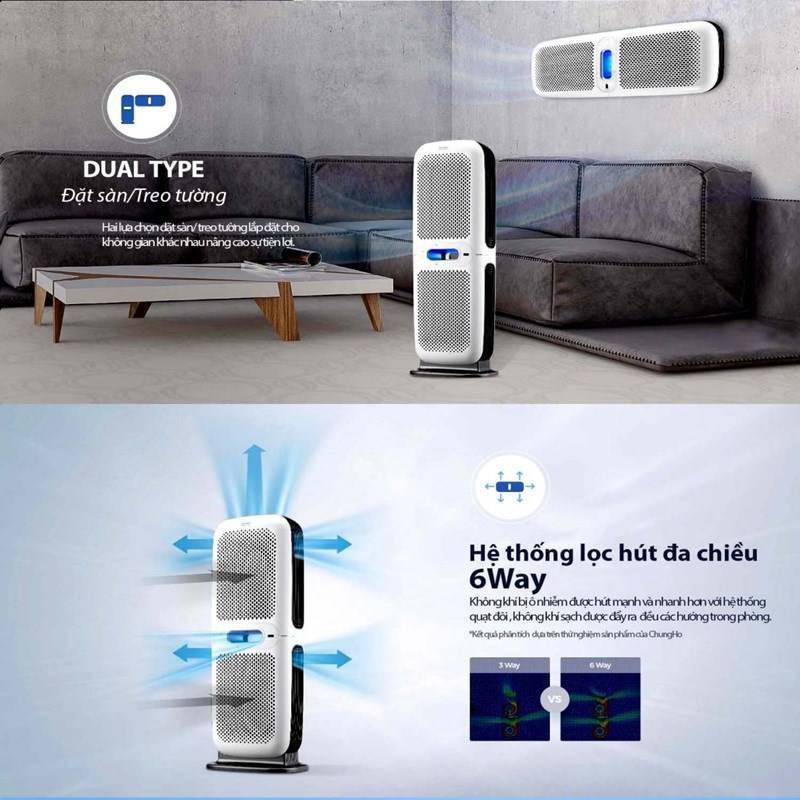 DUAL TYPE
Đặt sàn/Treo tường
Hai lựa chọn đặt sàn/ treo tường lắp đặt cho
không gian khác nhau nâng cao sự tiện lợi.
Hệ thống lọc hút đa chiều
6Way
Không khí bị ô nhiễm được hút mạnh và nhanh hơn với hệ thống
quạt đôi , không khí sạch được đẩy ra đều các hướng trong phòng.
*Kết quả phân tích dựa trên thử nghiệm sản phẩm của ChungHo
3 Way
6 Way
VS